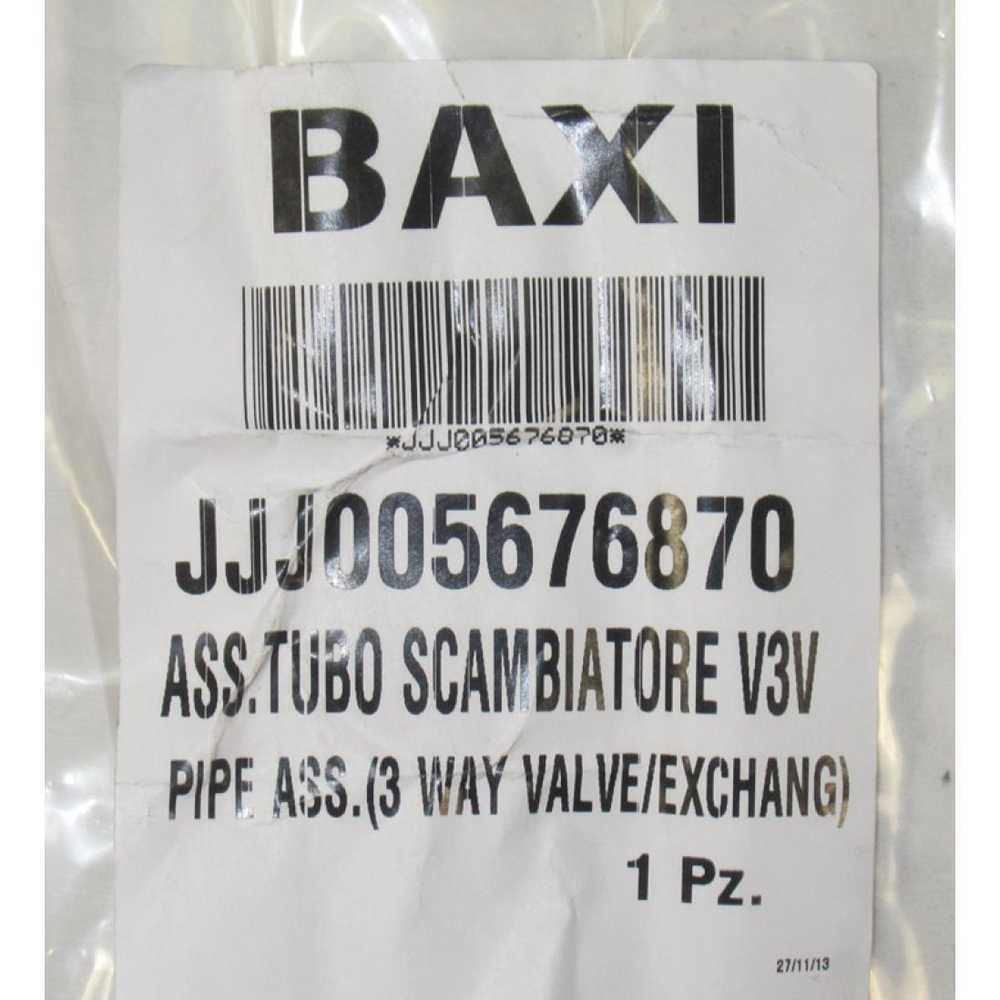 BAXI
*JJJ005676870*
JJJ005676870
ASS.TUBO SCAMBIATORE V3V
PIPE ASS.(3 WAY VALVE/EXCHANG)
1 Pz.
27/11/13